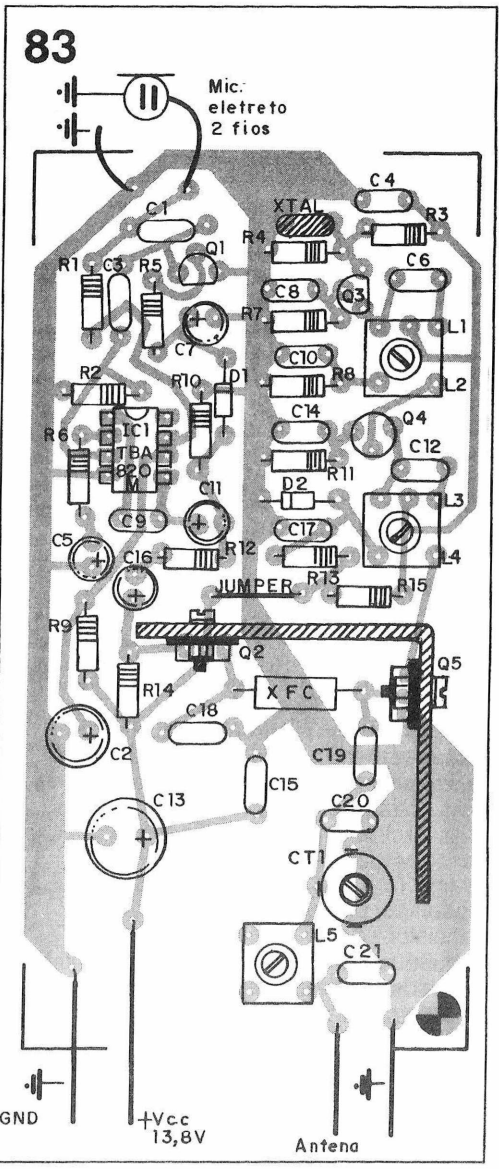 83
Mic.
eletreto
2 fios
C1
XTAL
C4
R4
R3
Q1
R1
C3
R5
C8
Q3
C6
C7
R7
L1
C10
R2
R10
D1
R8
L2
IC1
TBA
820
M
C14
Q4
R6
R11
C12
C11
D2
L3
C9
C17
C5
C16
R12
R13
L4
JUMPER
R15
R9
Q2
Q5
R14
XFC
C2
C18
C19
C13
C15
C20
CT1
L5
C21
GND
+Vcc
13,8V
Antena